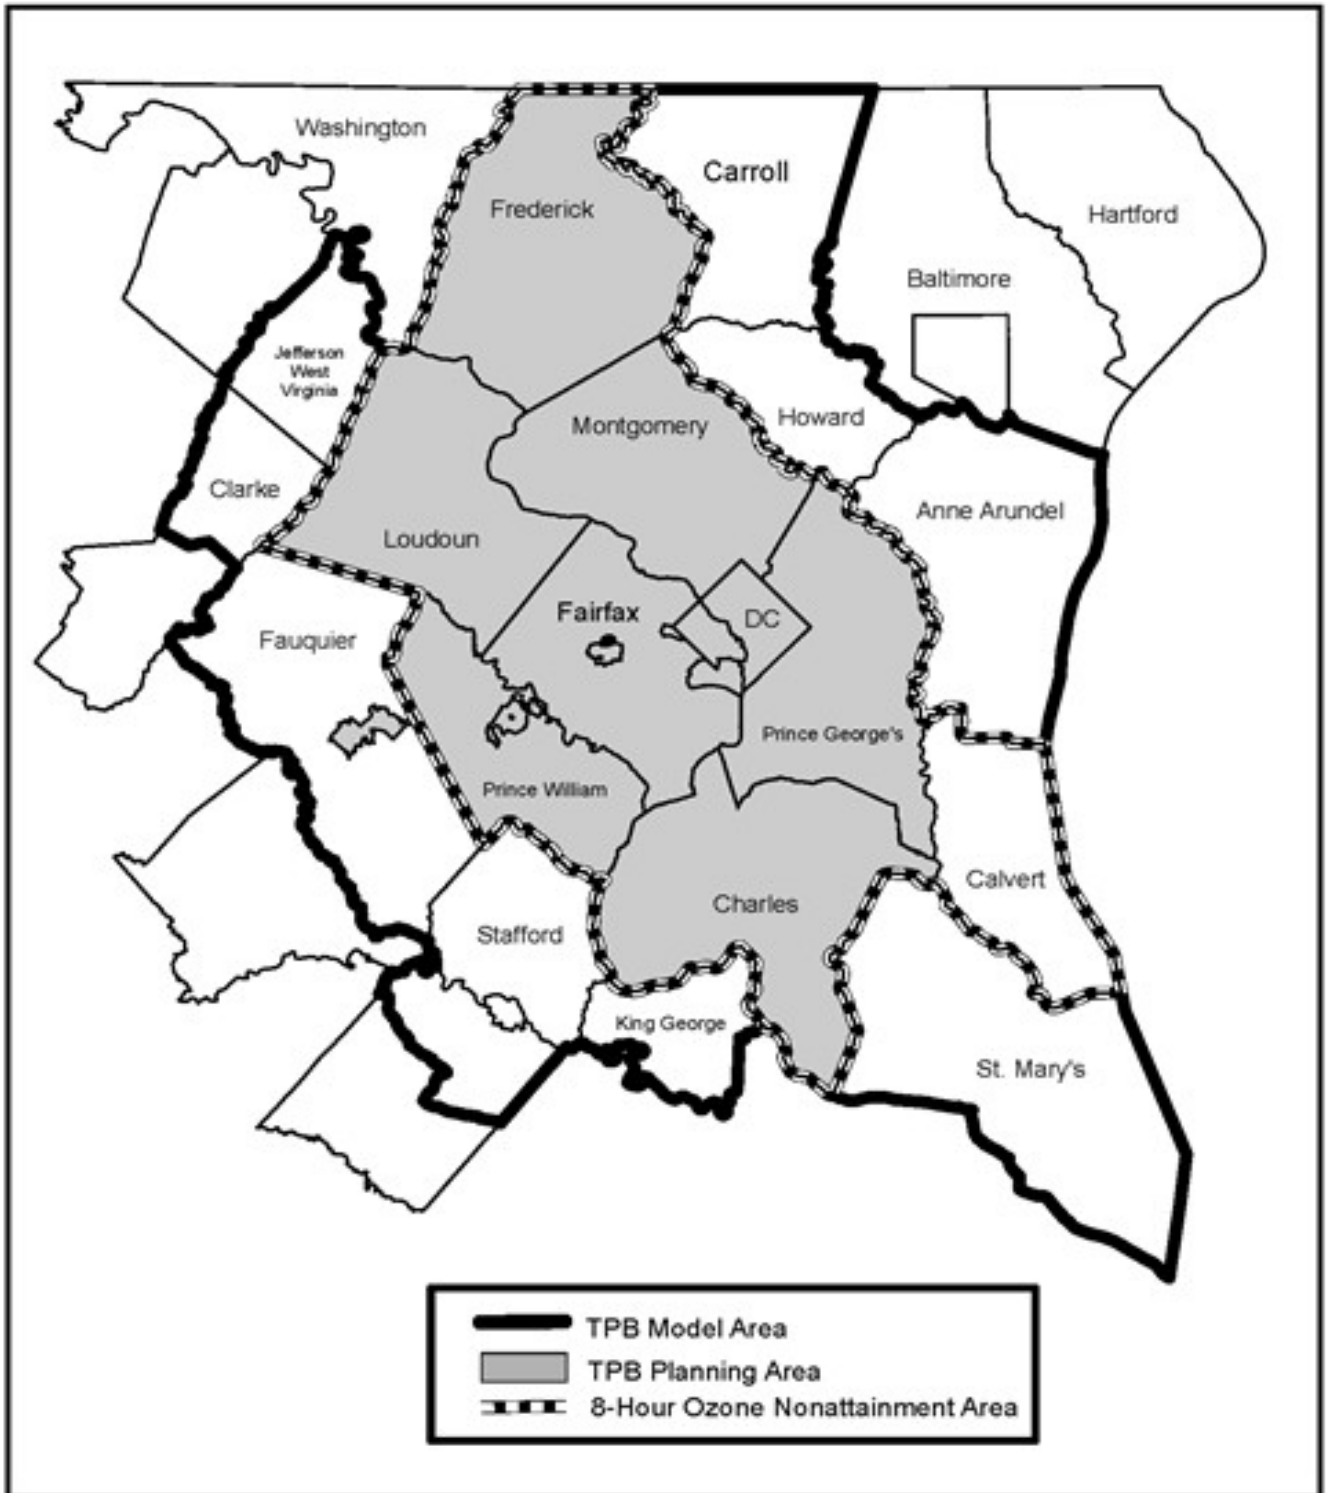 Washington
Carroll
Frederick
Hartford
Baltimore
Jefferson
West
Virginia
Howard
Montgomery
Clarke
Anne Arundel
Loudoun
Fairfax
DC
Fauquier
Prince George's
Prince William
Calvert
Charles
Stafford
King George
St. Mary's
TPB Model Area
TPB Planning Area
8-Hour Ozone Nonattainment Area